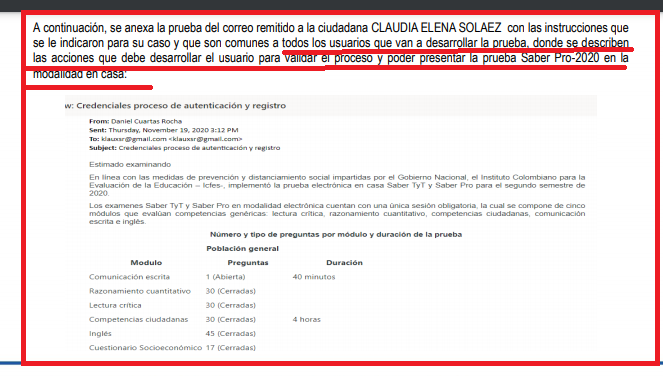 A continuación, se anexa la prueba del correo remitido a la ciudadana CLAUDIA ELENA SOLAEZ con las instrucciones que
se le indicaron para su caso y que son comunes a todos los usuarios que van a desarrollar la prueba, donde se describen
las acciones que debe desarrollar el usuario para validar el proceso y poder presentar la prueba Saber Pro-2020 en la
modalidad en casa:
w: Credenciales proceso de autenticación y registro
From: Daniel Cuartas Rocha
Sent: Thursday, November 19, 2020 3:12 PM
To: klauxsr@gmail.com <klauxsr@gmail.com>
Subject: Credenciales proceso de autenticación y registro
Estimado examinando
En línea con las medidas de prevención y distanciamiento social impartidas por el Gobierno Nacional, el Instituto Colombiano para la
Evaluación de la Educación – Icfes-, implementó la prueba electrónica en casa Saber TyT y Saber Pro para el segundo semestre de
2020.
Los examenes Saber TyT y Saber Pro en modalidad electrónica cuentan con una única sesión obligatoria, la cual se compone de cinco
módulos que evalúan competencias genéricas: lectura crítica, razonamiento cuantitativo, competencias ciudadanas, comunicación
escrita e inglés.
Número y tipo de preguntas por módulo y duración de la prueba
Población general
Modulo Preguntas Duración
Comunicación escrita 1 (Abierta) 40 minutos
Razonamiento cuantitativo 30 (Cerradas)
Lectura crítica 30 (Cerradas)
Competencias ciudadanas 30 (Cerradas) 4 horas
Inglés 45 (Cerradas)
Cuestionario Socioeconómico 17 (Cerradas)